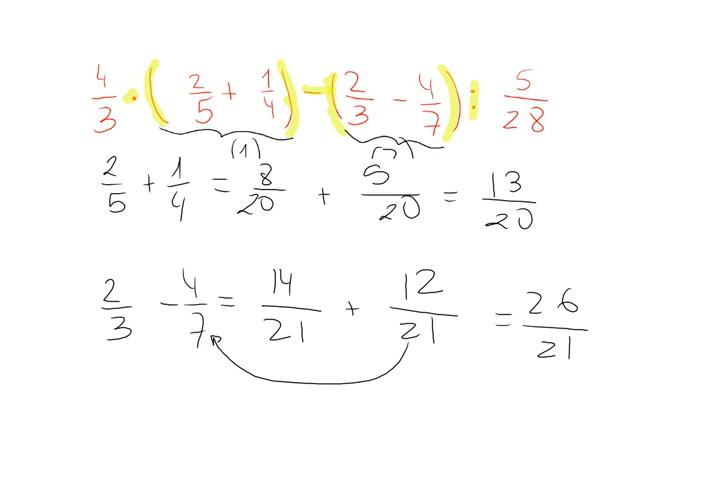 4/3 · (2/5 + 1/4) - (2/3 - 4/7) : 5/28
(1)
2/5 + 1/4 = 8/20 + 5/20 = 13/20
2/3 - 4/7 = 14/21 + 12/21 = 26/21